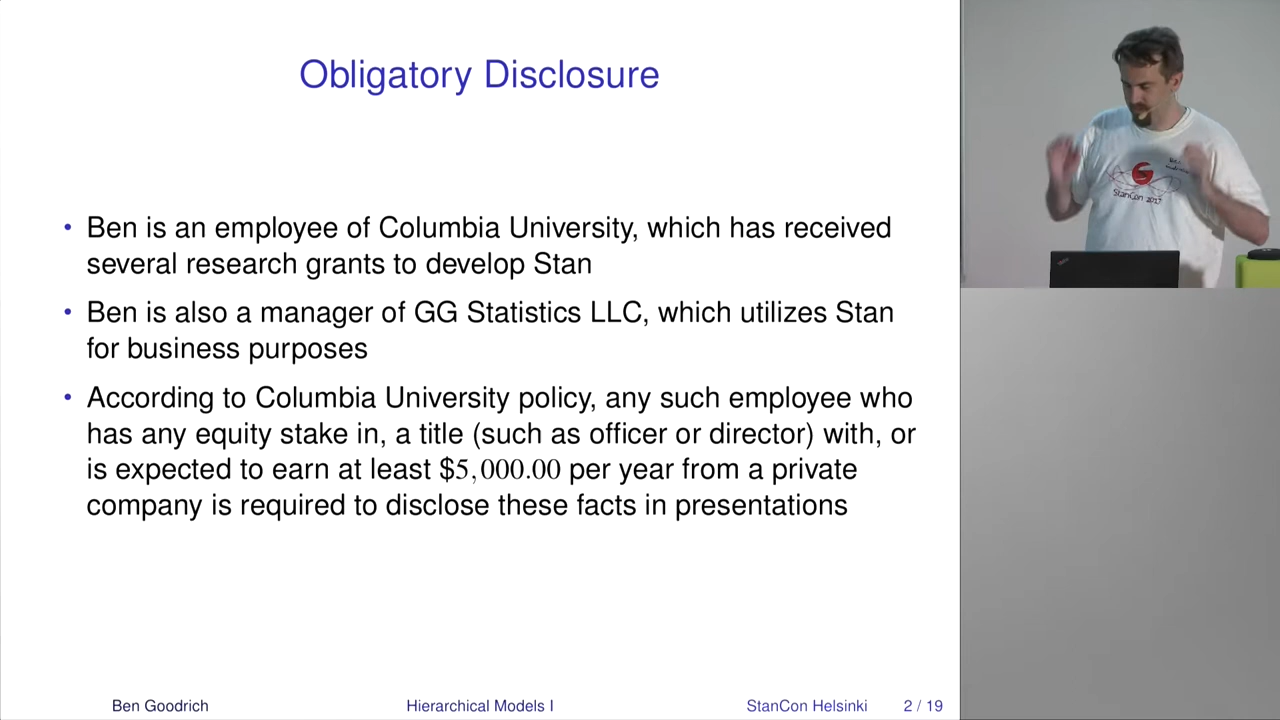 Obligatory Disclosure
• Ben is an employee of Columbia University, which has received
several research grants to develop Stan
• Ben is also a manager of GG Statistics LLC, which utilizes Stan
for business purposes
• According to Columbia University policy, any such employee who
has any equity stake in, a title (such as officer or director) with, or
is expected to earn at least $5,000.00 per year from a private
company is required to disclose these facts in presentations
Ben Goodrich Hierarchical Models I StanCon Helsinki 2 / 19
StanCon 2017